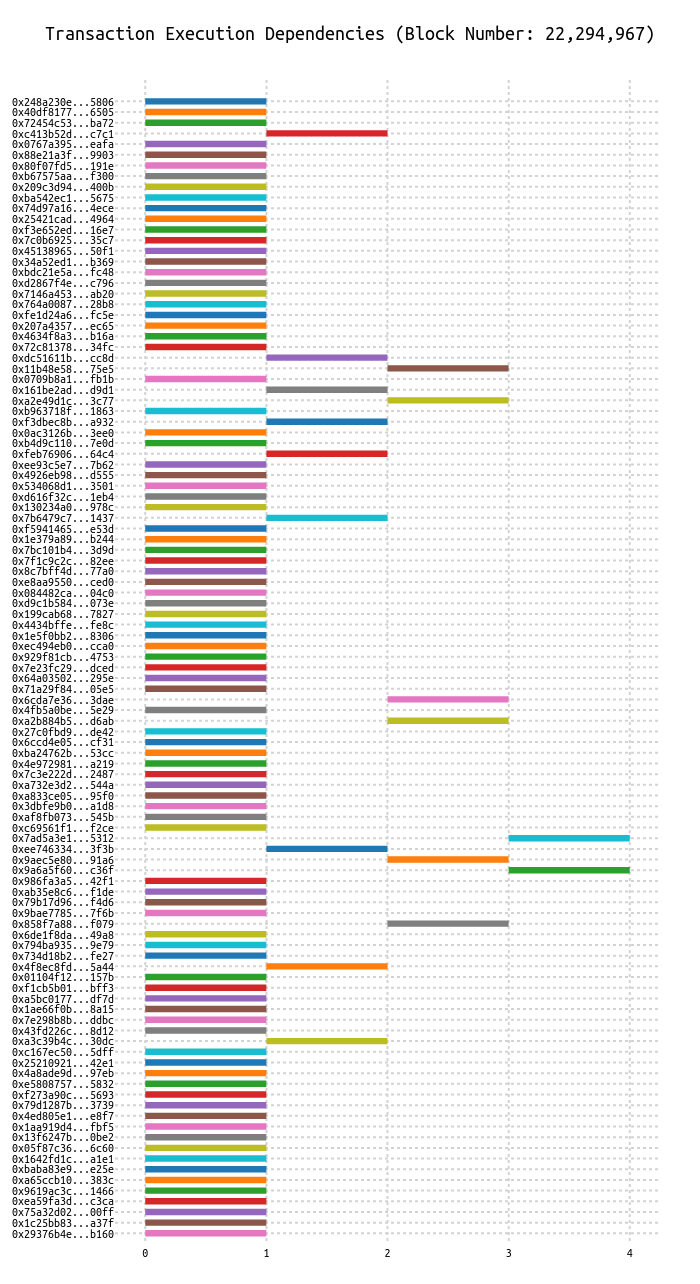 Transaction Execution Dependencies (Block Number: 22,294,967)
0x248a230e...5806
0x40df8177...6505
0x72454c53...ba72
0xc413b52d...c7c1
0x0767a395...eafa
0x88e21a3f...9903
0x80f07fd5...191e
0xb67575aa...f300
0x209c3d94...400b
0xba542ec1...5675
0x74d97a16...4ece
0x25421cad...4964
0xf3e652ed...16e7
0x7c0b6925...35c7
0x45138965...50f1
0x34a52ed1...b369
0xbdc21e5a...fc48
0xd2867f4e...c796
0x7146a453...ab20
0x764a0087...28b8
0xfe1d24a6...fc5e
0x207a4357...ec65
0x4634f8a3...b16a
0x72c81378...34fc
0xdc51611b...cc8d
0x11b48e58...75e5
0x0709b8a1...fb1b
0x161be2ad...d9d1
0xa2e49d1c...3c77
0xb963718f...1863
0xf3dbec8b...a932
0x0ac3126b...3ee0
0xb4d9c110...7e0d
0xfeb76906...64c4
0xee93c5e7...7b62
0x4926eb98...d555
0x534068d1...3501
0xd616f32c...1eb4
0x130234a0...978c
0x7b6479c7...1437
0xf5941465...e53d
0x1e379a89...b244
0x7bc101b4...3d9d
0x7f1c9c2c...82ee
0x8c7bff4d...77a0
0xe8aa9550...ced0
0x084482ca...04c0
0xd9c1b584...073e
0x199cab68...7827
0x4434bffe...fe8c
0x1e5f0bb2...8306
0xec494eb0...cca0
0x929f81cb...4753
0x7e23fc29...dced
0x64a03502...295e
0x71a29f84...05e5
0x6cda7e36...3dae
0x4fb5a0be...5e29
0xa2b884b5...d6ab
0x27c0fbd9...de42
0x6ccd4e05...cf31
0xba24762b...53cc
0x4e972981...a219
0x7c3e222d...2487
0xa732e3d2...544a
0xa833ce05...95f0
0x3dbfe9b0...a1d8
0xaf8fb073...545b
0xc69561f1...f2ce
0x7ad5a3e1...5312
0xee746334...3f3b
0x9aec5e80...91a6
0x9a6a5f60...c36f
0x986fa3a5...42f1
0xab35e8c6...f1de
0x79b17d96...f4d6
0x9bae7785...7f6b
0x858f7a88...f079
0x6de1f8da...49a8
0x794ba935...9e79
0x734d18b2...fe27
0x4f8ec8fd...5a44
0x01104f12...157b
0xf1cb5b01...bff3
0xa5bc0177...df7d
0x1ae66f0b...8a15
0x7e298b8b...ddbc
0x43fd226c...8d12
0xa3c39b4c...30dc
0xc167ec50...5dff
0x25210921...42e1
0x4a8ade9d...97eb
0xe5808757...5832
0xf273a90c...5693
0x79d1287b...3739
0x4ed805e1...e8f7
0x1aa919d4...fbf5
0x13f6247b...0be2
0x05f87c36...6c60
0x1642fd1c...a1e1
0xbaba83e9...e25e
0xa65ccb10...383c
0x9619ac3c...1466
0xea59fa3d...c3ca
0x75a32d02...00ff
0x1c25bb83...a37f
0x29376b4e...b160
0 1 2 3 4